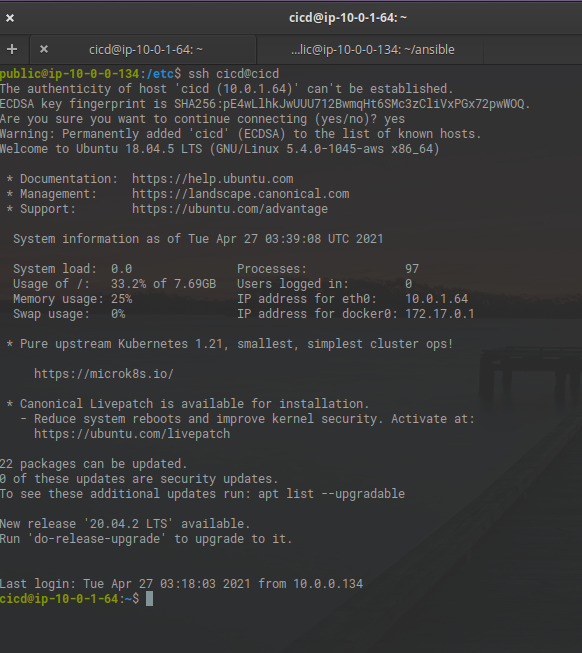 cicd@ip-10-0-1-64: ~
cicd@ip-10-0-1-64: ~
...lic@ip-10-0-0-134: ~/ansible
public@ip-10-0-0-134:/etc$ ssh cicd@cicd
The authenticity of host 'cicd (10.0.1.64)' can't be established.
ECDSA key fingerprint is SHA256:pE4wLlhkJwUUU712BwmqHt6SMc3zCliVxPGx72pwWOQ.
Are you sure you want to continue connecting (yes/no)? yes
Warning: Permanently added 'cicd' (ECDSA) to the list of known hosts.
Welcome to Ubuntu 18.04.5 LTS (GNU/Linux 5.4.0-1045-aws x86_64)
* Documentation:  https://help.ubuntu.com
* Management:     https://landscape.canonical.com
* Support:        https://ubuntu.com/advantage
System information as of Tue Apr 27 03:39:08 UTC 2021
System load:  0.0               Processes:              97
Usage of /:   33.2% of 7.69GB   Users logged in:        0
Memory usage: 25%               IP address for eth0:    10.0.1.64
Swap usage:   0%                IP address for docker0: 172.17.0.1
* Pure upstream Kubernetes 1.21, smallest, simplest cluster ops!
https://microk8s.io/
* Canonical Livepatch is available for installation.
- Reduce system reboots and improve kernel security. Activate at:
https://ubuntu.com/livepatch
22 packages can be updated.
0 of these updates are security updates.
To see these additional updates run: apt list --upgradable
New release '20.04.2 LTS' available.
Run 'do-release-upgrade' to upgrade to it.
Last login: Tue Apr 27 03:18:03 2021 from 10.0.0.134
cicd@ip-10-0-1-64:~$